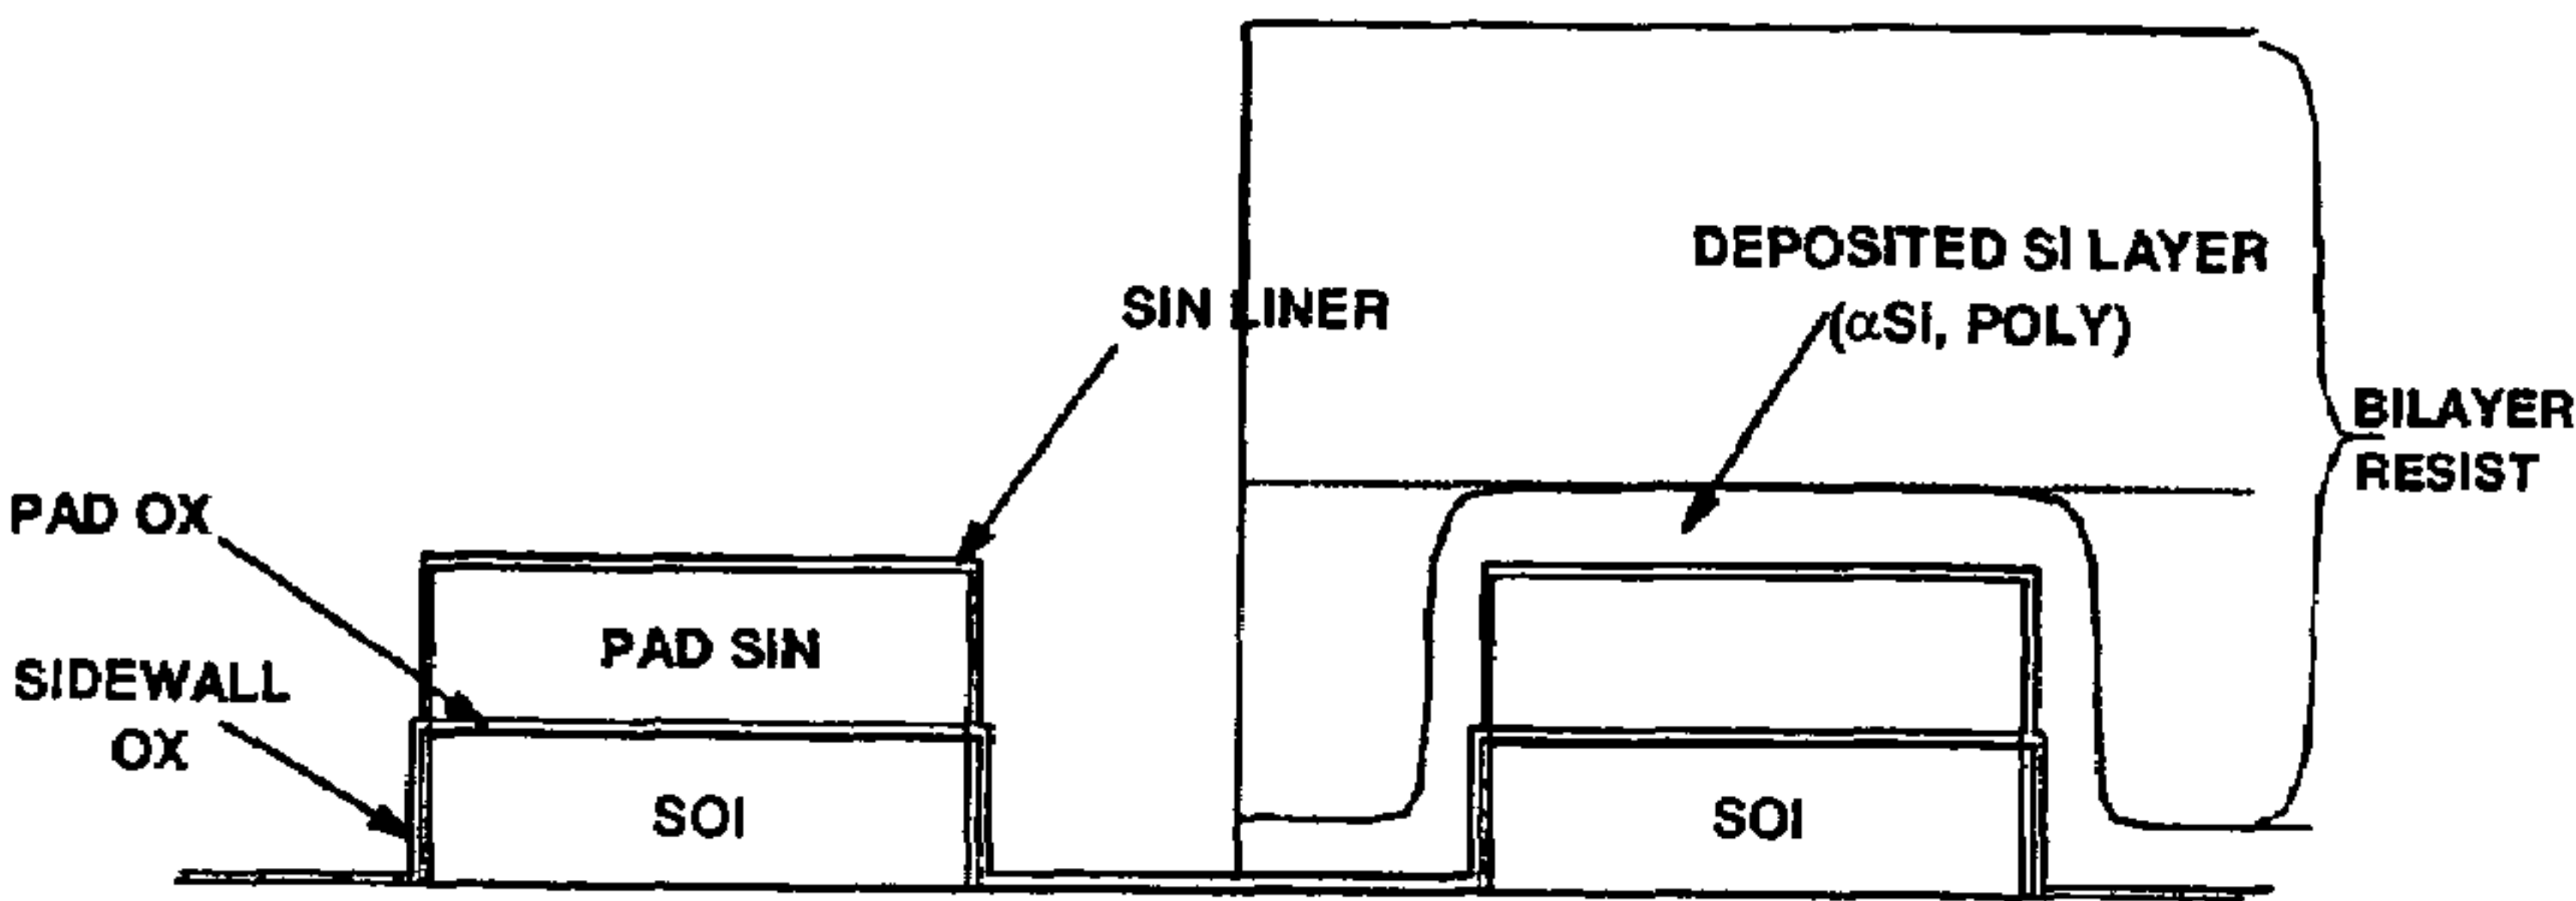 DEPOSITED SI LAYER
(αSi, POLY)
SIN LINER
BILAYER
RESIST
PAD OX
PAD SIN
SIDEWALL
OX
SOI
SOI